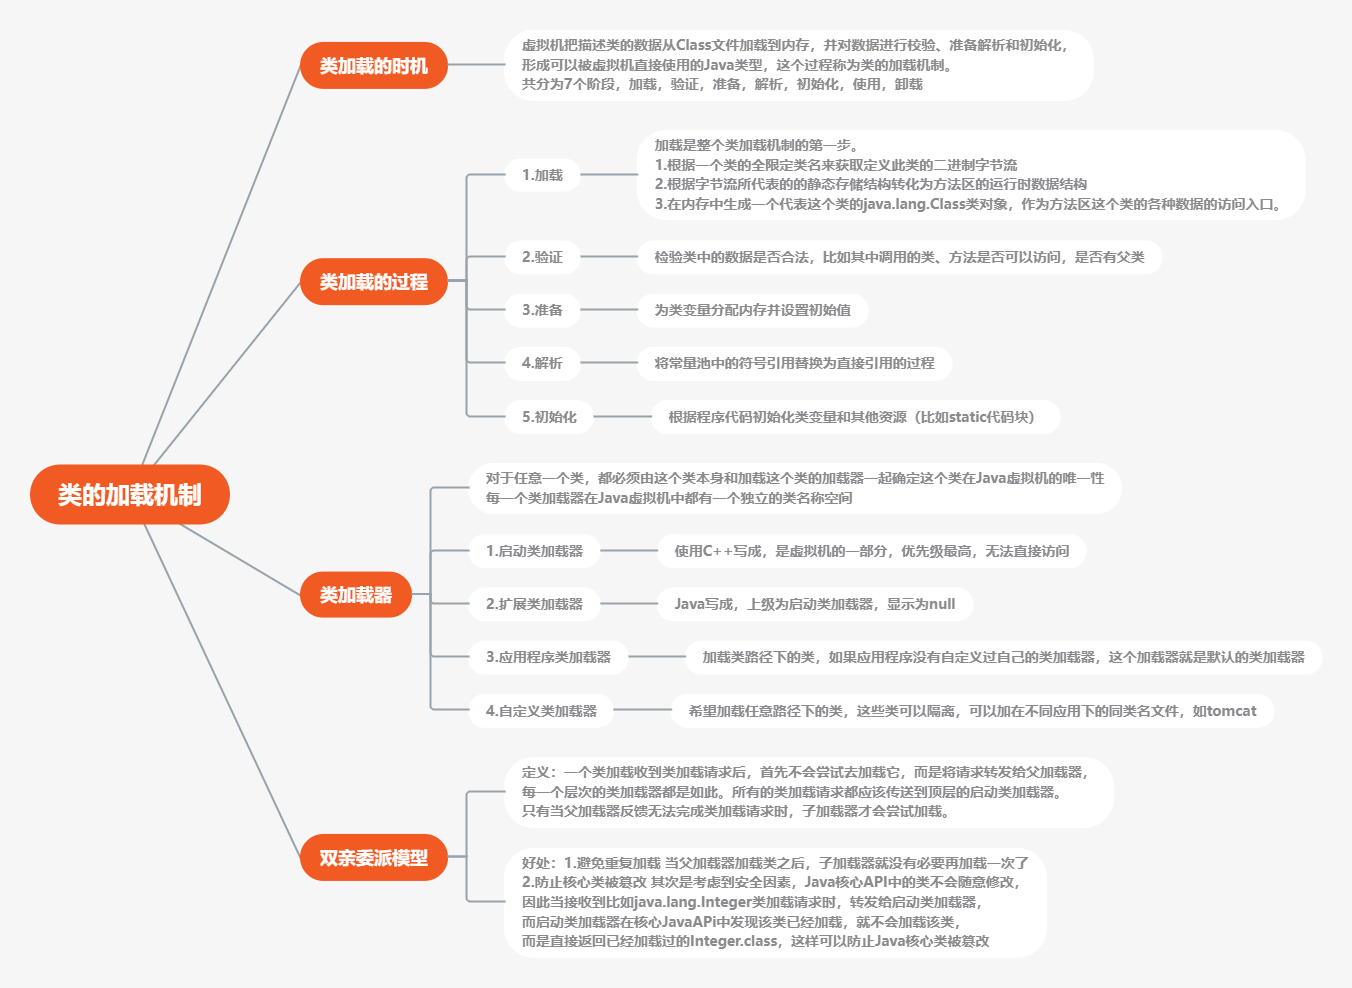 类的加载机制
类加载的时机
虚拟机把描述类的数据从Class文件加载到内存，并对数据进行校验、准备解析和初始化，
形成可以被虚拟机直接使用的Java类型，这个过程称为类的加载机制。
共分为7个阶段，加载，验证，准备，解析，初始化，使用，卸载
类加载的过程
1.加载
加载是整个类加载机制的第一步。
1.根据一个类的全限定类名来获取定义此类的二进制字节流
2.根据字节流所代表的的静态存储结构转化为方法区的运行时数据结构
3.在内存中生成一个代表这个类的java.lang.Class类对象，作为方法区这个类的各种数据的访问入口。
2.验证
检验类中的数据是否合法，比如其中调用的类、方法是否可以访问，是否有父类
3.准备
为类变量分配内存并设置初始值
4.解析
将常量池中的符号引用替换为直接引用的过程
5.初始化
根据程序代码初始化类变量和其他资源（比如static代码块）
类加载器
对于任意一个类，都必须由这个类本身和加载这个类的加载器一起确定这个类在Java虚拟机的唯一性
每一个类加载器在Java虚拟机中都有一个独立的类名称空间
1.启动类加载器
使用C++写成，是虚拟机的一部分，优先级最高，无法直接访问
2.扩展类加载器
Java写成，上级为启动类加载器，显示为null
3.应用程序类加载器
加载类路径下的类，如果应用程序没有自定义过自己的类加载器，这个加载器就是默认的类加载器
4.自定义类加载器
希望加载任意路径下的类，这些类可以隔离，可以加在不同应用下的同类名文件，如tomcat
双亲委派模型
定义：一个类加载收到类加载请求后，首先不会尝试去加载它，而是将请求转发给父加载器，
每一个层次的类加载器都是如此。所有的类加载请求都应该传送到顶层的启动类加载器。
只有当父加载器反馈无法完成类加载请求时，子加载器才会尝试加载。
好处：1.避免重复加载 当父加载器加载类之后，子加载器就没有必要再加载一次了
2.防止核心类被篡改 其次是考虑到安全因素，Java核心API中的类不会随意修改，
因此当接收到比如java.lang.Integer类加载请求时，转发给启动类加载器，
而启动类加载器在核心JavaAPi中发现该类已经加载，就不会加载该类，
而是直接返回已经加载过的Integer.class，这样可以防止Java核心类被篡改